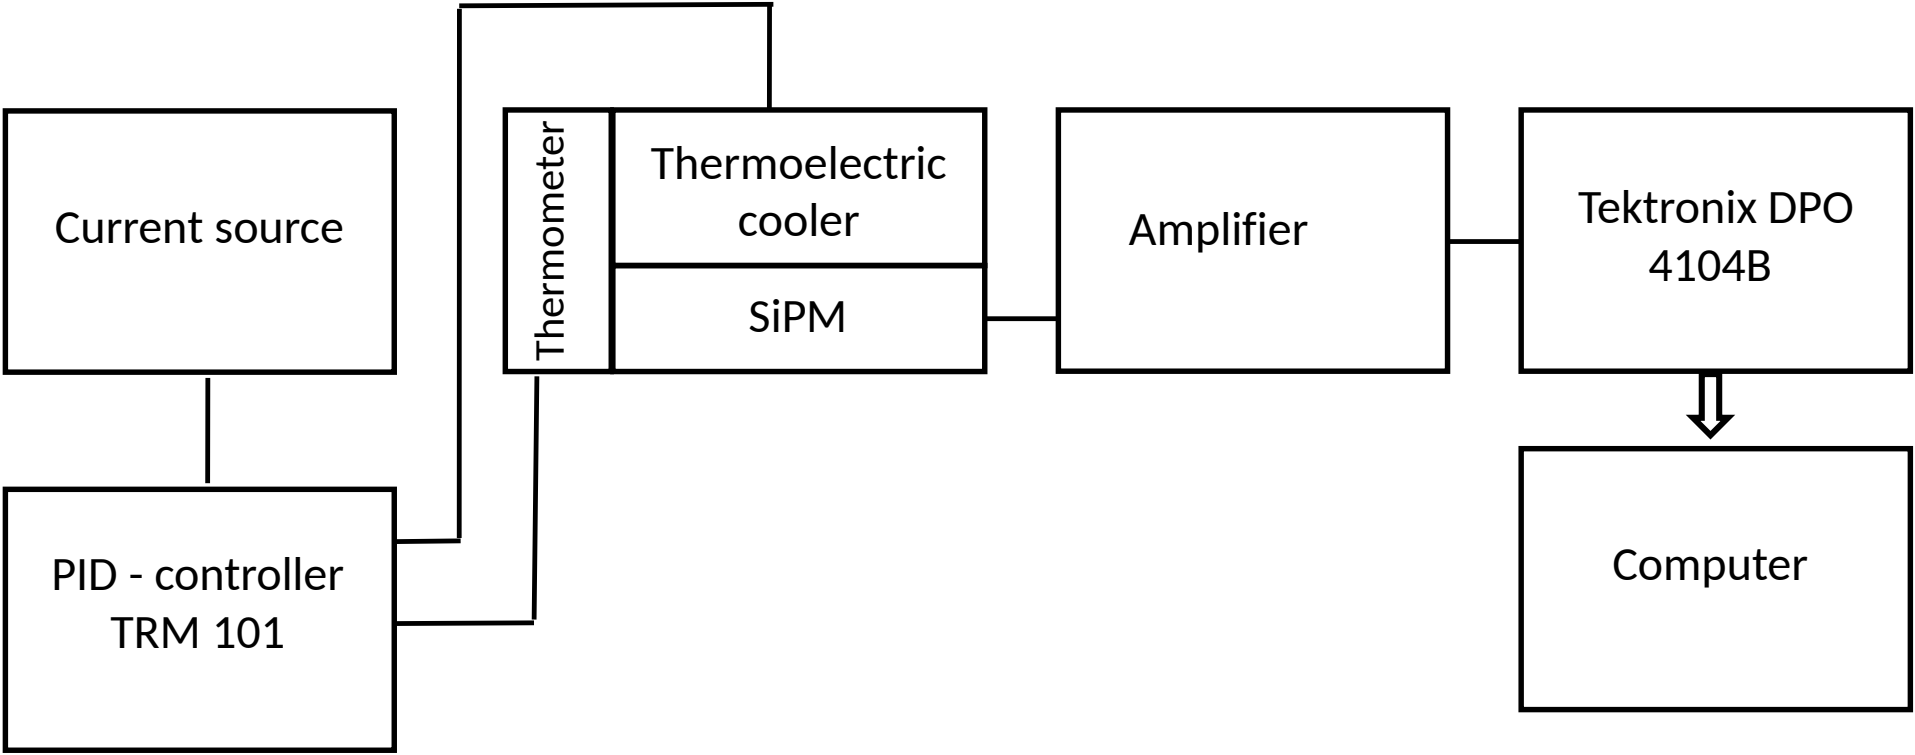 Current source
Thermometer
Thermoelectric
cooler
SiPM
Amplifier
Tektronix DPO
4104B
PID - controller
TRM 101
Computer